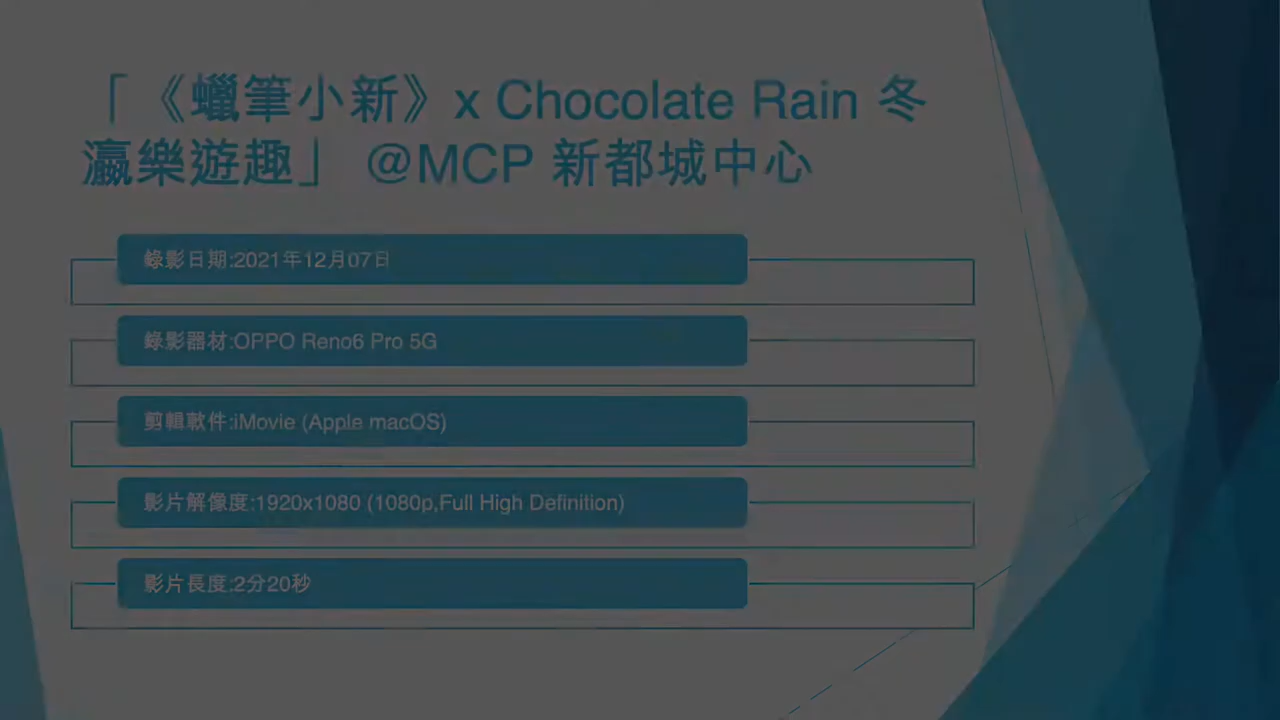 「《蠟筆小新》x Chocolate Rain 冬
瀛樂遊趣」 @MCP 新都城中心
錄影日期:2021年12月07日
錄影器材:OPPO Reno6 Pro 5G
剪輯軟件:iMovie (Apple macOS)
影片解像度:1920x1080 (1080p,Full High Definition)
影片長度:2分20秒